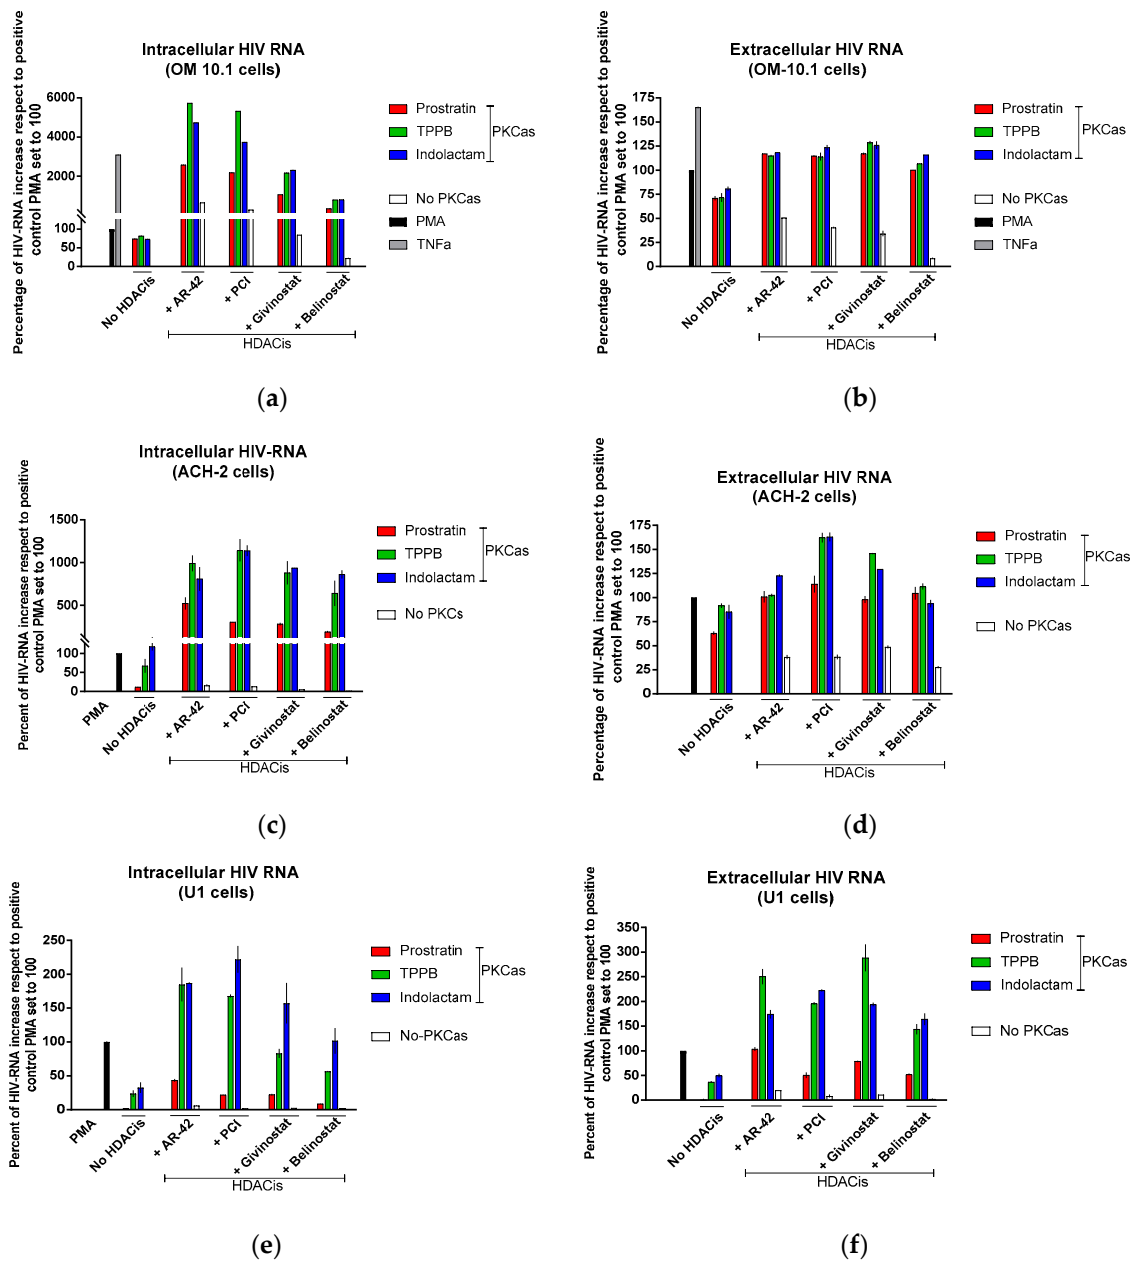 Intracellular HIV RNA
(OM 10.1 cells)
Percentage of HIV-RNA increase respect to positive
control PMA set to 100
6000
4000
2000
100
50
0
No HDACis
+ AR-42
+ PCI
+ Givinostat
+ Belinostat
HDACis
Prostratin
TPPB
Indolactam
PKCas
No PKCas
PMA
TNFa
(a)
Extracellular HIV RNA
(OM-10.1 cells)
Percentage of HIV-RNA increase respect to positive
control PMA set to 100
175
150
125
100
75
50
25
0
No HDACis
+ AR-42
+ PCI
+ Givinostat
+ Belinostat
HDACis
Prostratin
TPPB
Indolactam
PKCas
No PKCas
PMA
TNFa
(b)
Intracellular HIV-RNA
(ACH-2 cells)
Percent of HIV-RNA increase respect to positive
control PMA set to 100
1500
1000
500
100
50
0
PMA
No HDACis
+ AR-42
+ PCI
+ Givinostat
+ Belinostat
HDACis
Prostratin
TPPB
Indolactam
PKCas
No PKCs
(c)
Extracellular HIV RNA
(ACH-2 cells)
Percentage of HIV-RNA increase respect to positive
control PMA set to 100
175
150
125
100
75
50
25
0
No HDACis
+ AR-42
+ PCI
+ Givinostat
+ Belinostat
HDACis
Prostratin
TPPB
Indolactam
PKCas
No PKCas
(d)
Intracellular HIV RNA
(U1 cells)
Percent of HIV-RNA increase respect to positive
control PMA set to 100
250
200
150
100
50
0
PMA
No HDACis
+ AR-42
+ PCI
+ Givinostat
+ Belinostat
HDACis
Prostratin
TPPB
Indolactam
PKCas
No-PKCas
(e)
Extracellular HIV RNA
(U1 cells)
Percent of HIV-RNA increase respect to positive
control PMA set to 100
350
300
250
200
150
100
50
0
No HDACis
+ AR-42
+ PCI
+ Givinostat
+ Belinostat
HDACis
Prostratin
TPPB
Indolactam
PKCas
No PKCas
(f)